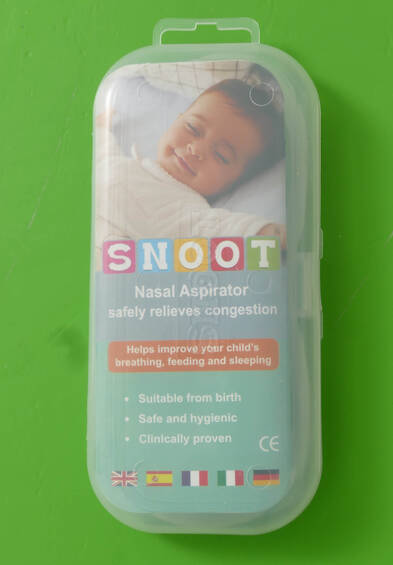 SNOOT
Nasal Aspirator
safely relieves congestion
Helps improve your child's
breathing, feeding and sleeping
• Suitable from birth
• Safe and hygienic
• Clinically proven
CE